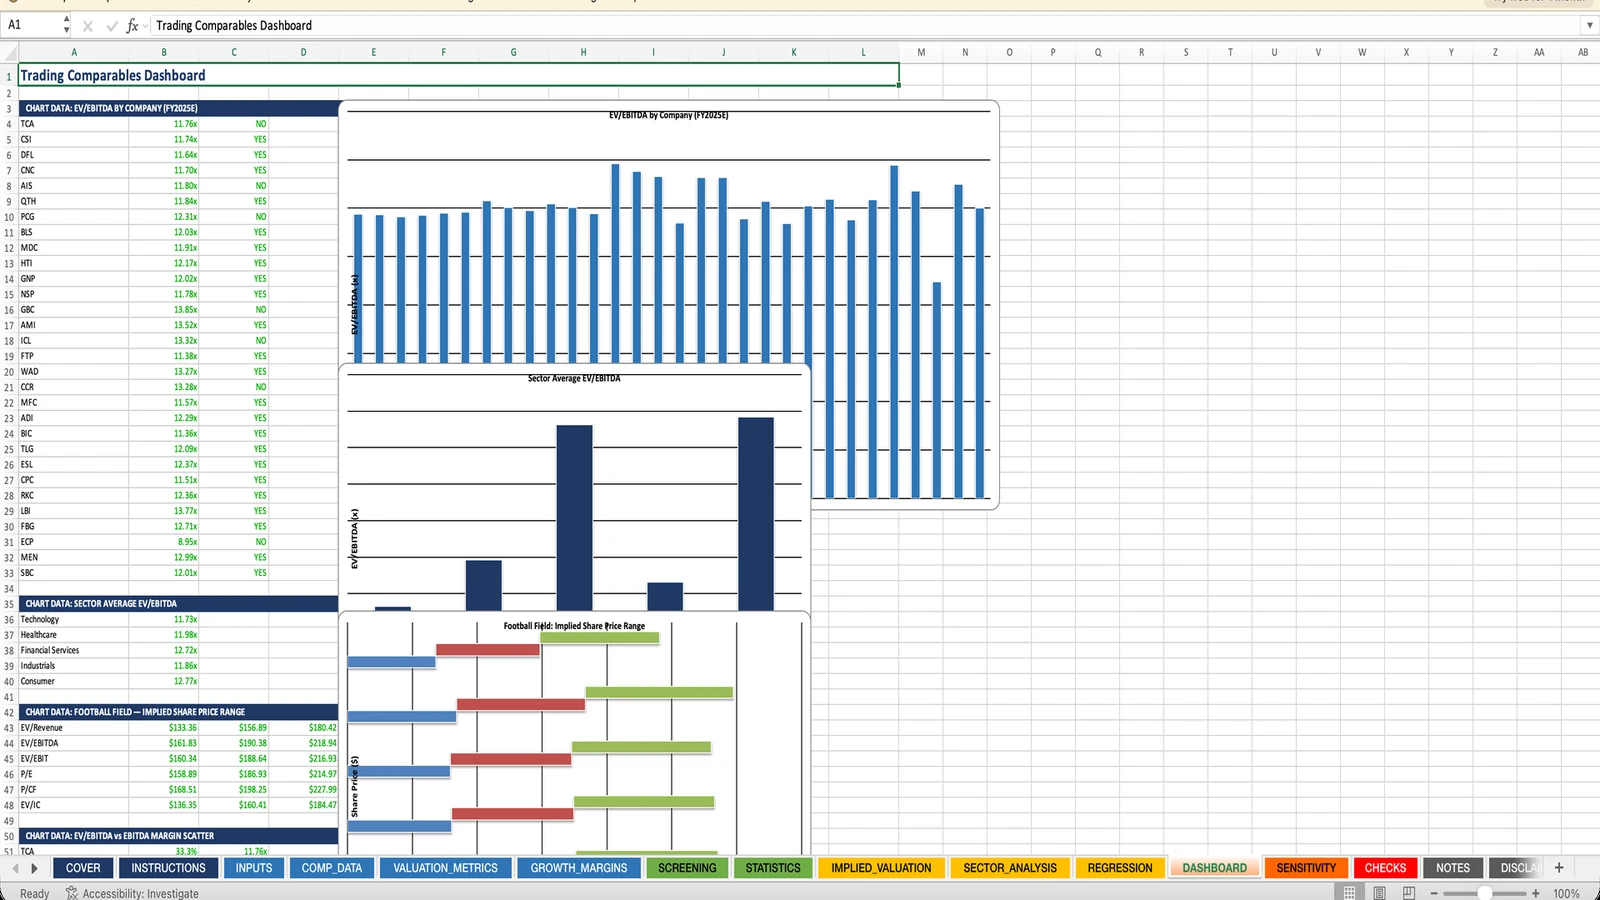 A1 fx Trading Comparables Dashboard
A B C D E F G H I J K L M N O P Q R S T U V W X Y Z AA AB
1 Trading Comparables Dashboard
2
3 CHART DATA: EV/EBITDA BY COMPANY (FY2025E)
4 TCA 11.76x NO
5 CSI 11.74x YES
6 DFL 11.64x YES
7 CNC 11.70x YES
8 AIS 11.80x NO
9 QTH 11.84x YES
10 PCG 12.31x NO
11 BLS 12.03x YES
12 MDC 11.91x YES
13 HTI 12.17x YES
14 GNP 12.02x YES
15 NSP 11.78x YES
16 GBC 13.85x NO
17 AMI 13.52x YES
18 ICL 13.32x NO
19 FTP 11.38x YES
20 WAD 13.27x YES
21 CCR 13.28x NO
22 MFC 11.57x YES
23 ADI 12.29x YES
24 BIC 11.36x YES
25 TLG 12.09x YES
26 ESL 12.37x YES
27 CPC 11.51x YES
28 RKC 12.36x YES
29 LBI 13.77x YES
30 FBG 12.71x YES
31 ECP 8.95x NO
32 MEN 12.99x YES
33 SBC 12.01x YES
34
35 CHART DATA: SECTOR AVERAGE EV/EBITDA
36 Technology 11.73x
37 Healthcare 11.98x
38 Financial Services 12.72x
39 Industrials 11.86x
40 Consumer 12.77x
41
42 CHART DATA: FOOTBALL FIELD — IMPLIED SHARE PRICE RANGE
43 EV/Revenue $133.36 $156.89 $180.42
44 EV/EBITDA $161.83 $190.38 $218.94
45 EV/EBIT $160.34 $188.64 $216.93
46 P/E $158.89 $186.93 $214.97
47 P/CF $168.51 $198.25 $227.99
48 EV/IC $136.35 $160.41 $184.47
49
50 CHART DATA: EV/EBITDA vs EBITDA MARGIN SCATTER
51 TCA 33.3% 11.76x
EV/EBITDA by Company (FY2025E)
EV/EBITDA (x)
Sector Average EV/EBITDA
EV/EBITDA (x)
Football Field: Implied Share Price Range
Share Price ($)
COVER INSTRUCTIONS INPUTS COMP_DATA VALUATION_METRICS GROWTH_MARGINS SCREENING STATISTICS IMPLIED_VALUATION SECTOR_ANALYSIS REGRESSION DASHBOARD SENSITIVITY CHECKS NOTES DISCLA
Ready Accessibility: Investigate 100%